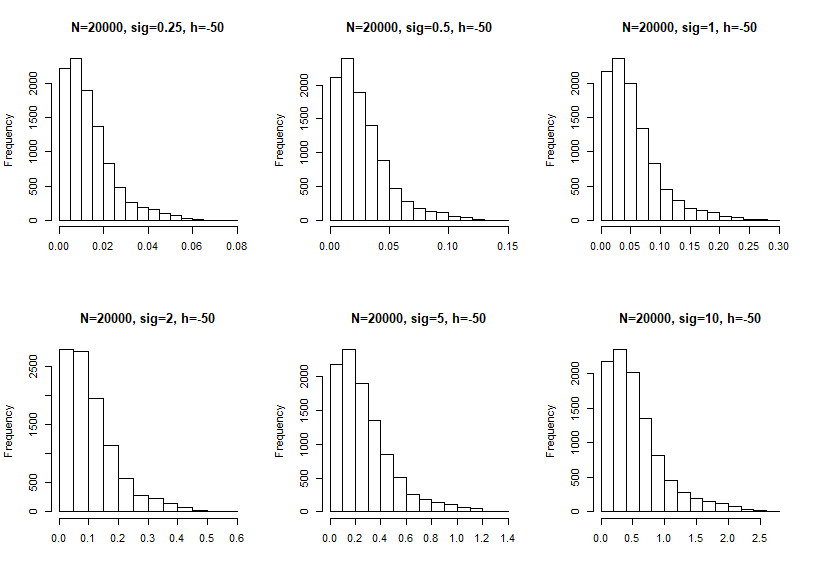 N=20000, sig=0.25, h=-50
N=20000, sig=0.5, h=-50
N=20000, sig=1, h=-50
Frequency
0 500 1000 1500 2000
0.00 0.02 0.04 0.06 0.08
Frequency
0 500 1000 1500 2000
0.00 0.05 0.10 0.15
Frequency
0 500 1000 1500 2000
0.00 0.05 0.10 0.15 0.20 0.25 0.30
N=20000, sig=2, h=-50
N=20000, sig=5, h=-50
N=20000, sig=10, h=-50
Frequency
0 500 1500 2500
0.0 0.1 0.2 0.3 0.4 0.5 0.6
Frequency
0 500 1000 1500 2000
0.0 0.2 0.4 0.6 0.8 1.0 1.2 1.4
Frequency
0 500 1000 1500 2000
0.0 0.5 1.0 1.5 2.0 2.5